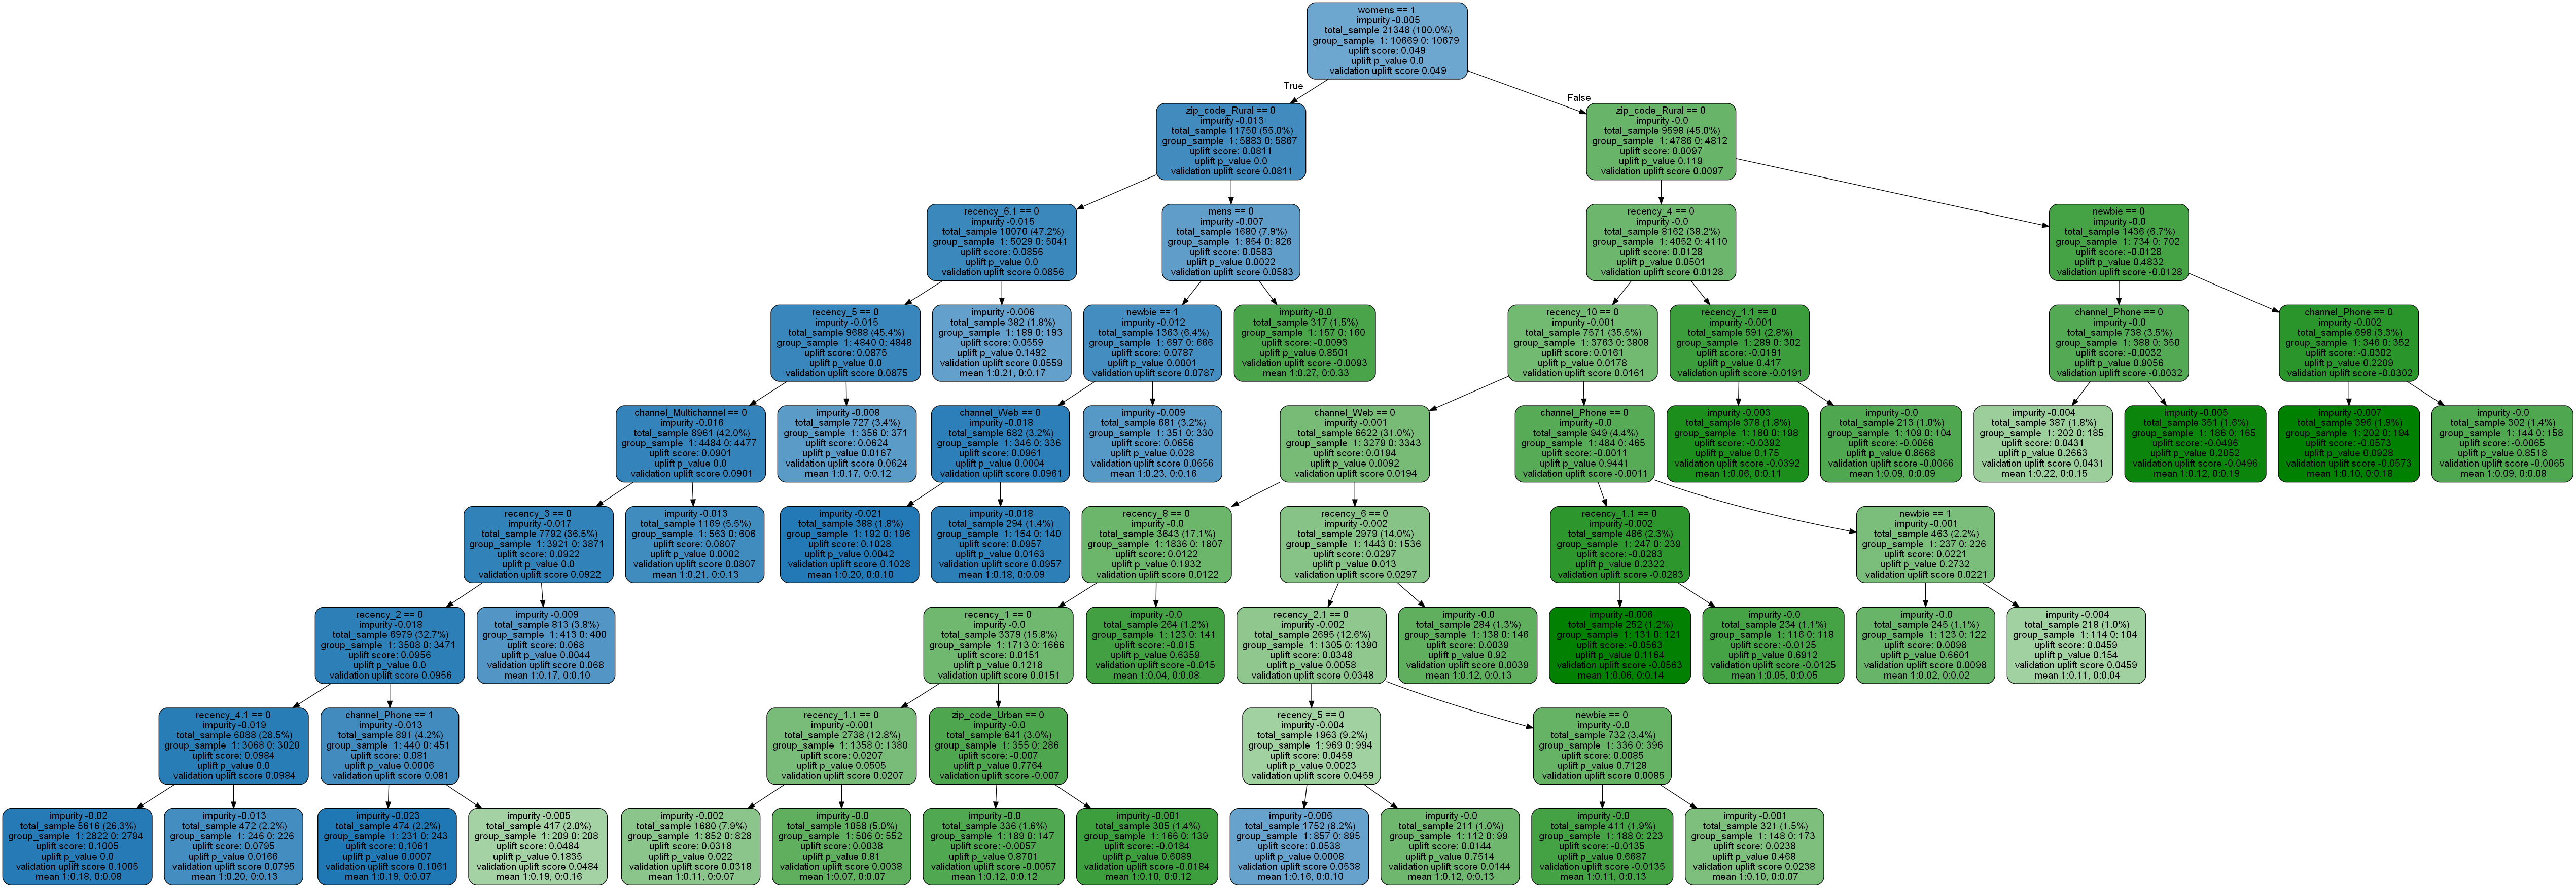 womens == 1
impurity -0.005
total_sample 21348 (100.0%)
group_sample 1: 10669 0: 10679
uplift score: 0.049
uplift p_value 0.0
validation uplift score 0.049
True
False
zip_code_Rural == 0
impurity -0.013
total_sample 11750 (55.0%)
group_sample 1: 5883 0: 5867
uplift score: 0.0811
uplift p_value 0.0
validation uplift score 0.0811
zip_code_Rural == 0
impurity -0.0
total_sample 9598 (45.0%)
group_sample 1: 4786 0: 4812
uplift score: 0.0097
uplift p_value 0.119
validation uplift score 0.0097
recency_6.1 == 0
impurity -0.015
total_sample 10070 (47.2%)
group_sample 1: 5029 0: 5041
uplift score: 0.0856
uplift p_value 0.0
validation uplift score 0.0856
mens == 0
impurity -0.007
total_sample 1680 (7.9%)
group_sample 1: 854 0: 826
uplift score: 0.0583
uplift p_value 0.0022
validation uplift score 0.0583
recency_4 == 0
impurity -0.0
total_sample 8162 (38.2%)
group_sample 1: 4052 0: 4110
uplift score: 0.0128
uplift p_value 0.0501
validation uplift score 0.0128
newbie == 0
impurity -0.0
total_sample 1436 (6.7%)
group_sample 1: 734 0: 702
uplift score: -0.0128
uplift p_value 0.4832
validation uplift score -0.0128
recency_5 == 0
impurity -0.015
total_sample 9688 (45.4%)
group_sample 1: 4840 0: 4848
uplift score: 0.0875
uplift p_value 0.0
validation uplift score 0.0875
impurity -0.006
total_sample 382 (1.8%)
group_sample 1: 189 0: 193
uplift score: 0.0559
uplift p_value 0.1492
validation uplift score 0.0559
mean 1:0.21, 0:0.17
newbie == 1
impurity -0.012
total_sample 1363 (6.4%)
group_sample 1: 697 0: 666
uplift score: 0.0787
uplift p_value 0.0001
validation uplift score 0.0787
impurity -0.0
total_sample 317 (1.5%)
group_sample 1: 157 0: 160
uplift score: -0.0093
uplift p_value 0.8501
validation uplift score -0.0093
mean 1:0.27, 0:0.33
recency_10 == 0
impurity -0.001
total_sample 7571 (35.5%)
group_sample 1: 3763 0: 3808
uplift score: 0.0161
uplift p_value 0.0178
validation uplift score 0.0161
recency_1.1 == 0
impurity -0.001
total_sample 591 (2.8%)
group_sample 1: 289 0: 302
uplift score: -0.0191
uplift p_value 0.417
validation uplift score -0.0191
channel_Phone == 0
impurity -0.0
total_sample 738 (3.5%)
group_sample 1: 388 0: 350
uplift score: -0.0032
uplift p_value 0.9056
validation uplift score -0.0032
channel_Phone == 0
impurity -0.002
total_sample 698 (3.3%)
group_sample 1: 346 0: 352
uplift score: -0.0302
uplift p_value 0.2209
validation uplift score -0.0302
channel_Multichannel == 0
impurity -0.016
total_sample 8961 (42.0%)
group_sample 1: 4484 0: 4477
uplift score: 0.0901
uplift p_value 0.0
validation uplift score 0.0901
impurity -0.008
total_sample 727 (3.4%)
group_sample 1: 356 0: 371
uplift score: 0.0624
uplift p_value 0.0167
validation uplift score 0.0624
mean 1:0.17, 0:0.12
channel_Web == 0
impurity -0.018
total_sample 682 (3.2%)
group_sample 1: 346 0: 336
uplift score: 0.0961
uplift p_value 0.0004
validation uplift score 0.0961
impurity -0.009
total_sample 681 (3.2%)
group_sample 1: 351 0: 330
uplift score: 0.0656
uplift p_value 0.028
validation uplift score 0.0656
mean 1:0.23, 0:0.16
channel_Web == 0
impurity -0.001
total_sample 6622 (31.0%)
group_sample 1: 3279 0: 3343
uplift score: 0.0194
uplift p_value 0.0092
validation uplift score 0.0194
channel_Phone == 0
impurity -0.0
total_sample 949 (4.4%)
group_sample 1: 484 0: 465
uplift score: -0.0011
uplift p_value 0.9441
validation uplift score -0.0011
impurity -0.003
total_sample 378 (1.8%)
group_sample 1: 180 0: 198
uplift score: -0.0392
uplift p_value 0.175
validation uplift score -0.0392
mean 1:0.06, 0:0.11
impurity -0.0
total_sample 213 (1.0%)
group_sample 1: 109 0: 104
uplift score: -0.0066
uplift p_value 0.8668
validation uplift score -0.0066
mean 1:0.09, 0:0.09
impurity -0.004
total_sample 387 (1.8%)
group_sample 1: 202 0: 185
uplift score: 0.0431
uplift p_value 0.2663
validation uplift score 0.0431
mean 1:0.22, 0:0.15
impurity -0.005
total_sample 351 (1.6%)
group_sample 1: 186 0: 165
uplift score: -0.0496
uplift p_value 0.2052
validation uplift score -0.0496
mean 1:0.12, 0:0.19
impurity -0.007
total_sample 396 (1.9%)
group_sample 1: 202 0: 194
uplift score: -0.0573
uplift p_value 0.0928
validation uplift score -0.0573
mean 1:0.10, 0:0.18
impurity -0.0
total_sample 302 (1.4%)
group_sample 1: 144 0: 158
uplift score: -0.0065
uplift p_value 0.8518
validation uplift score -0.0065
mean 1:0.09, 0:0.08
recency_3 == 0
impurity -0.017
total_sample 7792 (36.5%)
group_sample 1: 3921 0: 3871
uplift score: 0.0922
uplift p_value 0.0
validation uplift score 0.0922
impurity -0.013
total_sample 1169 (5.5%)
group_sample 1: 563 0: 606
uplift score: 0.0807
uplift p_value 0.0002
validation uplift score 0.0807
mean 1:0.21, 0:0.13
impurity -0.021
total_sample 388 (1.8%)
group_sample 1: 192 0: 196
uplift score: 0.1028
uplift p_value 0.0042
validation uplift score 0.1028
mean 1:0.20, 0:0.10
impurity -0.018
total_sample 294 (1.4%)
group_sample 1: 154 0: 140
uplift score: 0.0957
uplift p_value 0.0163
validation uplift score 0.0957
mean 1:0.18, 0:0.09
recency_8 == 0
impurity -0.0
total_sample 3643 (17.1%)
group_sample 1: 1836 0: 1807
uplift score: 0.0122
uplift p_value 0.1932
validation uplift score 0.0122
recency_6 == 0
impurity -0.002
total_sample 2979 (14.0%)
group_sample 1: 1443 0: 1536
uplift score: 0.0297
uplift p_value 0.013
validation uplift score 0.0297
recency_1.1 == 0
impurity -0.002
total_sample 486 (2.3%)
group_sample 1: 247 0: 239
uplift score: -0.0283
uplift p_value 0.2322
validation uplift score -0.0283
newbie == 1
impurity -0.001
total_sample 463 (2.2%)
group_sample 1: 237 0: 226
uplift score: 0.0221
uplift p_value 0.2732
validation uplift score 0.0221
recency_2 == 0
impurity -0.018
total_sample 6979 (32.7%)
group_sample 1: 3508 0: 3471
uplift score: 0.0956
uplift p_value 0.0
validation uplift score 0.0956
impurity -0.009
total_sample 813 (3.8%)
group_sample 1: 413 0: 400
uplift score: 0.068
uplift p_value 0.0044
validation uplift score 0.068
mean 1:0.17, 0:0.10
recency_1 == 0
impurity -0.0
total_sample 3379 (15.8%)
group_sample 1: 1713 0: 1666
uplift score: 0.0151
uplift p_value 0.1218
validation uplift score 0.0151
impurity -0.0
total_sample 264 (1.2%)
group_sample 1: 123 0: 141
uplift score: -0.015
uplift p_value 0.6359
validation uplift score -0.015
mean 1:0.04, 0:0.08
recency_2.1 == 0
impurity -0.002
total_sample 2695 (12.6%)
group_sample 1: 1305 0: 1390
uplift score: 0.0348
uplift p_value 0.0058
validation uplift score 0.0348
impurity -0.0
total_sample 284 (1.3%)
group_sample 1: 138 0: 146
uplift score: 0.0039
uplift p_value 0.92
validation uplift score 0.0039
mean 1:0.12, 0:0.13
impurity -0.006
total_sample 252 (1.2%)
group_sample 1: 131 0: 121
uplift score: -0.0563
uplift p_value 0.1164
validation uplift score -0.0563
mean 1:0.06, 0:0.14
impurity -0.0
total_sample 234 (1.1%)
group_sample 1: 116 0: 118
uplift score: -0.0125
uplift p_value 0.6912
validation uplift score -0.0125
mean 1:0.05, 0:0.05
impurity -0.0
total_sample 245 (1.1%)
group_sample 1: 123 0: 122
uplift score: 0.0098
uplift p_value 0.6601
validation uplift score 0.0098
mean 1:0.02, 0:0.02
impurity -0.004
total_sample 218 (1.0%)
group_sample 1: 114 0: 104
uplift score: 0.0459
uplift p_value 0.154
validation uplift score 0.0459
mean 1:0.11, 0:0.04
recency_4.1 == 0
impurity -0.019
total_sample 6088 (28.5%)
group_sample 1: 3068 0: 3020
uplift score: 0.0984
uplift p_value 0.0
validation uplift score 0.0984
channel_Phone == 1
impurity -0.013
total_sample 891 (4.2%)
group_sample 1: 440 0: 451
uplift score: 0.081
uplift p_value 0.0006
validation uplift score 0.081
recency_1.1 == 0
impurity -0.001
total_sample 2738 (12.8%)
group_sample 1: 1358 0: 1380
uplift score: 0.0207
uplift p_value 0.0505
validation uplift score 0.0207
zip_code_Urban == 0
impurity -0.0
total_sample 641 (3.0%)
group_sample 1: 355 0: 286
uplift score: -0.007
uplift p_value 0.7764
validation uplift score -0.007
recency_5 == 0
impurity -0.004
total_sample 1963 (9.2%)
group_sample 1: 969 0: 994
uplift score: 0.0459
uplift p_value 0.0023
validation uplift score 0.0459
newbie == 0
impurity -0.0
total_sample 732 (3.4%)
group_sample 1: 336 0: 396
uplift score: 0.0085
uplift p_value 0.7128
validation uplift score 0.0085
impurity -0.02
total_sample 5616 (26.3%)
group_sample 1: 2822 0: 2794
uplift score: 0.1005
uplift p_value 0.0
validation uplift score 0.1005
mean 1:0.18, 0:0.08
impurity -0.013
total_sample 472 (2.2%)
group_sample 1: 246 0: 226
uplift score: 0.0795
uplift p_value 0.0166
validation uplift score 0.0795
mean 1:0.20, 0:0.13
impurity -0.023
total_sample 474 (2.2%)
group_sample 1: 231 0: 243
uplift score: 0.1061
uplift p_value 0.0007
validation uplift score 0.1061
mean 1:0.19, 0:0.07
impurity -0.005
total_sample 417 (2.0%)
group_sample 1: 209 0: 208
uplift score: 0.0484
uplift p_value 0.1835
validation uplift score 0.0484
mean 1:0.19, 0:0.16
impurity -0.002
total_sample 1680 (7.9%)
group_sample 1: 852 0: 828
uplift score: 0.0318
uplift p_value 0.022
validation uplift score 0.0318
mean 1:0.11, 0:0.07
impurity -0.0
total_sample 1058 (5.0%)
group_sample 1: 506 0: 552
uplift score: 0.0038
uplift p_value 0.81
validation uplift score 0.0038
mean 1:0.07, 0:0.07
impurity -0.0
total_sample 336 (1.6%)
group_sample 1: 189 0: 147
uplift score: -0.0057
uplift p_value 0.8701
validation uplift score -0.0057
mean 1:0.12, 0:0.12
impurity -0.001
total_sample 305 (1.4%)
group_sample 1: 166 0: 139
uplift score: -0.0184
uplift p_value 0.6089
validation uplift score -0.0184
mean 1:0.10, 0:0.12
impurity -0.006
total_sample 1752 (8.2%)
group_sample 1: 857 0: 895
uplift score: 0.0538
uplift p_value 0.0008
validation uplift score 0.0538
mean 1:0.16, 0:0.10
impurity -0.0
total_sample 211 (1.0%)
group_sample 1: 112 0: 99
uplift score: 0.0144
uplift p_value 0.7514
validation uplift score 0.0144
mean 1:0.12, 0:0.13
impurity -0.0
total_sample 411 (1.9%)
group_sample 1: 188 0: 223
uplift score: -0.0135
uplift p_value 0.6687
validation uplift score -0.0135
mean 1:0.11, 0:0.13
impurity -0.001
total_sample 321 (1.5%)
group_sample 1: 148 0: 173
uplift score: 0.0238
uplift p_value 0.468
validation uplift score 0.0238
mean 1:0.10, 0:0.07